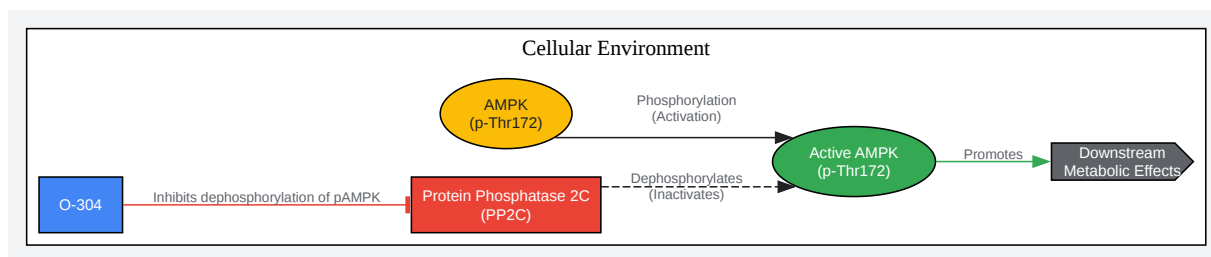 Cellular Environment
AMPK
(p-Thr172)
Phosphorylation
(Activation)
Active AMPK
(p-Thr172)
Promotes
Downstream
Metabolic Effects
O-304
Inhibits dephosphorylation of pAMPK
Protein Phosphatase 2C
(PP2C)
Dephosphorylates
(Inactivates)